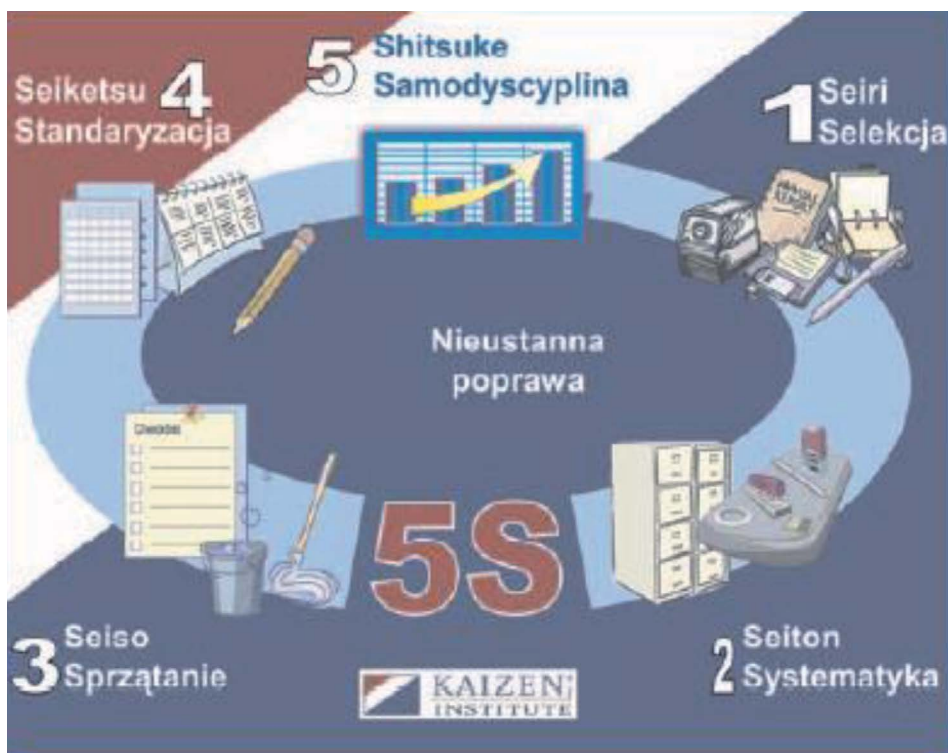 5 Shitsuke
Samodyscyplina
Seiketsu 4
Standaryzacja
1 Seiri
Selekcja
Nieustanna
poprawa
5S
3 Seiso
Sprzątanie
2 Seiton
Systematyka
KAIZEN
INSTITUTE